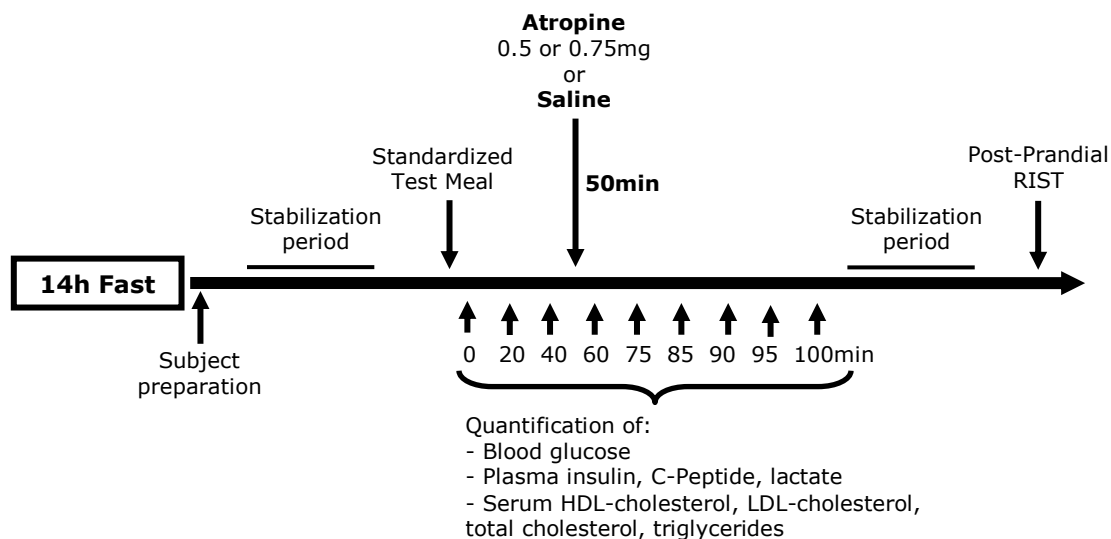 Atropine
0.5 or 0.75mg
or
Saline
Standardized
Test Meal
50min
Post-Prandial
RIST
Stabilization
period
Stabilization
period
14h Fast
Subject
preparation
0 20 40 60 75 85 90 95 100min
Quantification of:
- Blood glucose
- Plasma insulin, C-Peptide, lactate
- Serum HDL-cholesterol, LDL-cholesterol,
total cholesterol, triglycerides